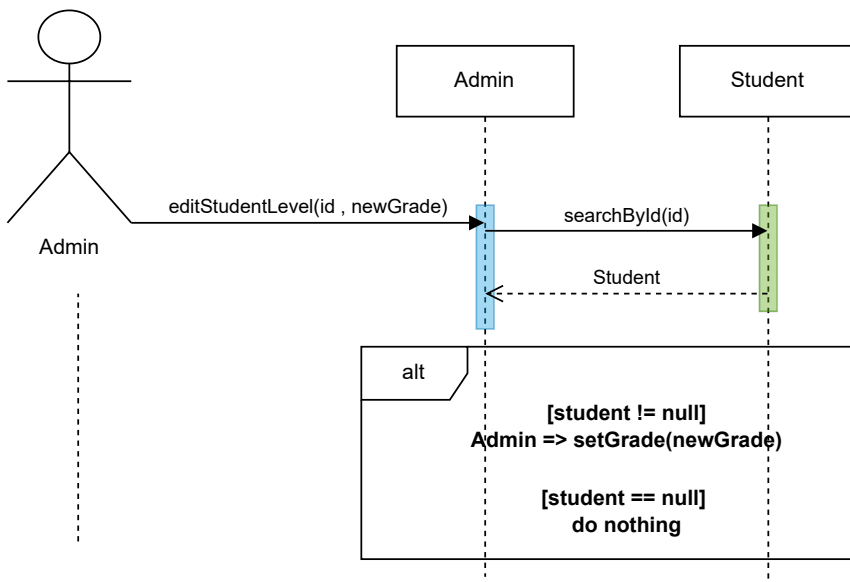 Admin
Student
editStudentLevel(id , newGrade)
searchById(id)
Admin
Student
alt
[student != null]
Admin => setGrade(newGrade)
[student == null]
do nothing